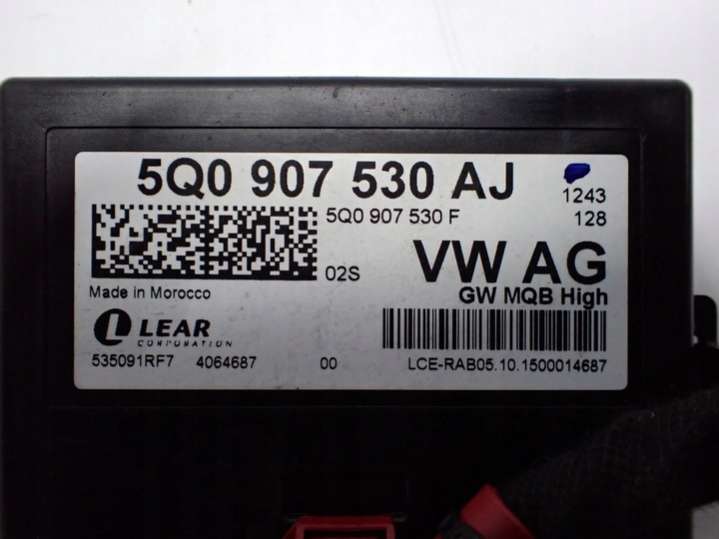 5Q0 907 530 AJ
1243
5Q0 907 530 F
128
02S
VW AG
Made in Morocco
GW MQB High
LEAR
CORPORATION
535091RF7 4064687 00 LCE-RAB05.10.1500014687